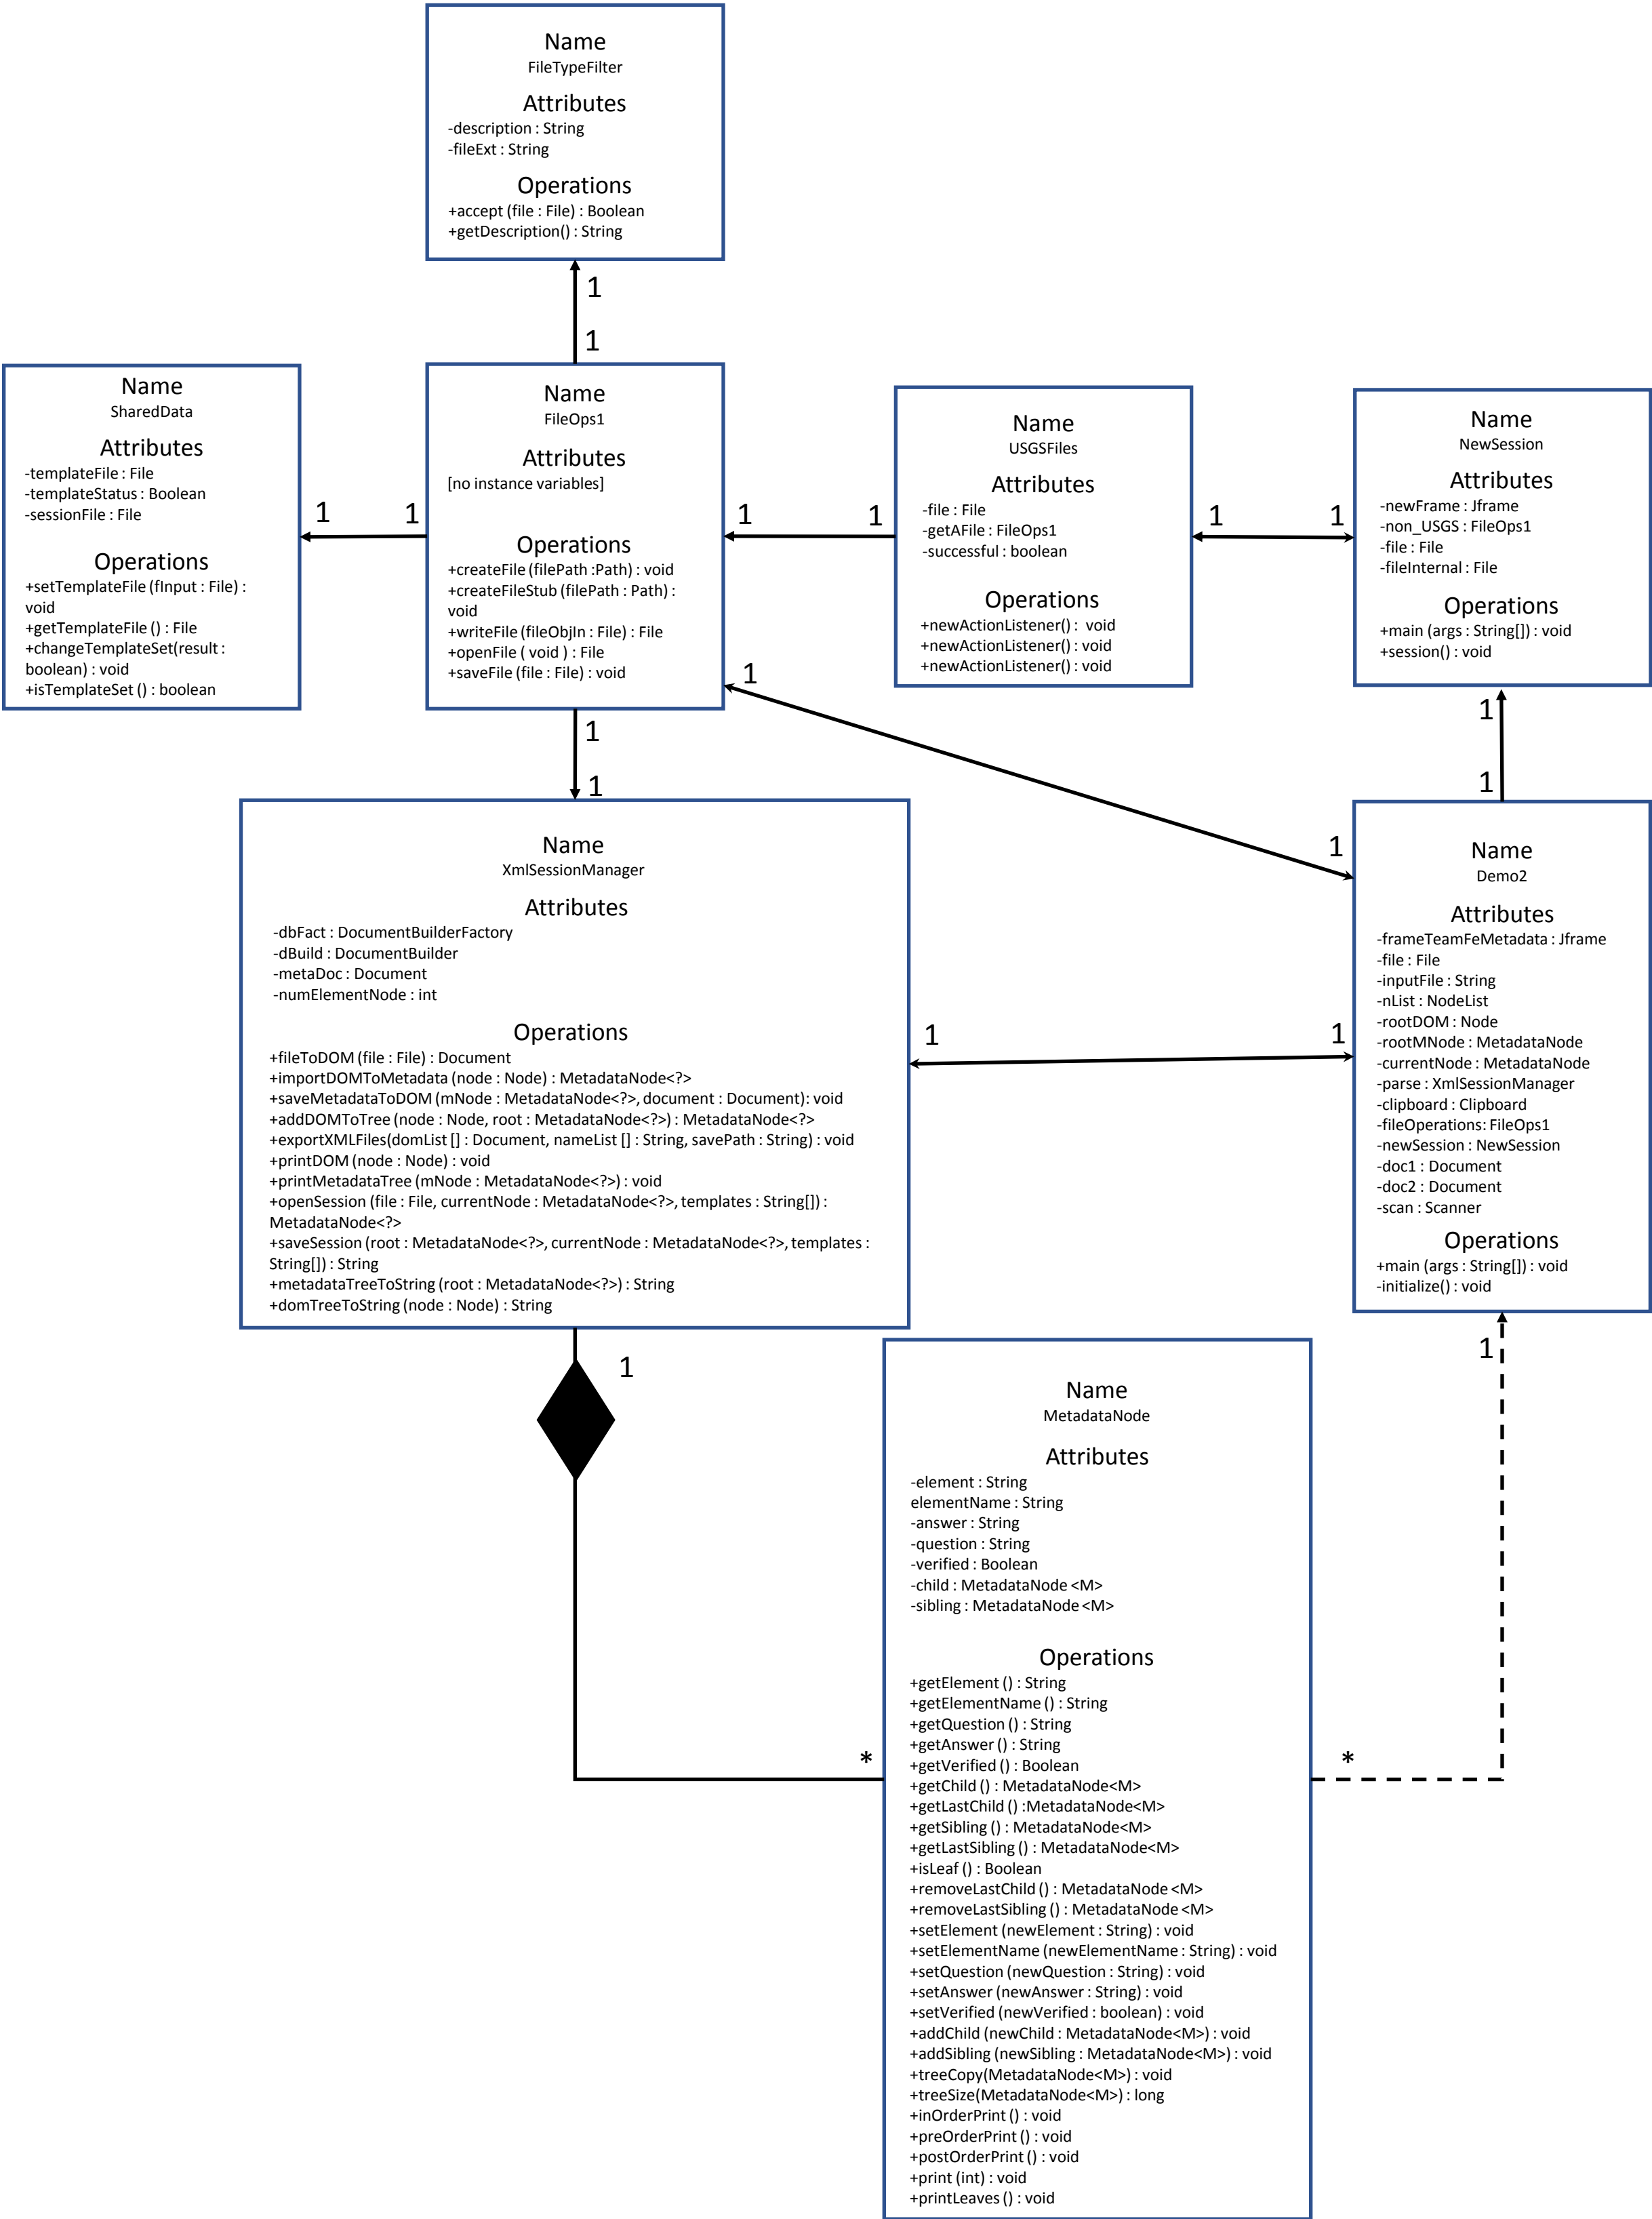 Name
FileTypeFilter
Attributes
-description : String
-fileExt : String
Operations
+accept (file : File) : Boolean
+getDescription() : String
1
1
Name
SharedData
Attributes
-templateFile : File
-templateStatus : Boolean
-sessionFile : File
Operations
+setTemplateFile (fInput : File) :
void
+getTemplateFile () : File
+changeTemplateSet(result :
boolean) : void
+isTemplateSet () : boolean
1
1
Name
FileOps1
Attributes
[no instance variables]
Operations
+createFile (filePath :Path) : void
+createFileStub (filePath : Path) :
void
+writeFile (fileObjIn : File) : File
+openFile ( void ) : File
+saveFile (file : File) : void
1
1
Name
USGSFiles
Attributes
-file : File
-getAFile : FileOps1
-successful : boolean
Operations
+newActionListener() : void
+newActionListener() : void
+newActionListener() : void
1
1
Name
NewSession
Attributes
-newFrame : Jframe
-non_USGS : FileOps1
-file : File
-fileInternal : File
Operations
+main (args : String[]) : void
+session() : void
1
1
1
1
1
1
Name
XmlSessionManager
Attributes
-dbFact : DocumentBuilderFactory
-dBuild : DocumentBuilder
-metaDoc : Document
-numElementNode : int
Operations
+fileToDOM (file : File) : Document
+importDOMToMetadata (node : Node) : MetadataNode<?>
+saveMetadataToDOM (mNode : MetadataNode<?>, document : Document): void
+addDOMToTree (node : Node, root : MetadataNode<?>) : MetadataNode<?>
+exportXMLFiles(domList [] : Document, nameList [] : String, savePath : String) : void
+printDOM (node : Node) : void
+printMetadataTree (mNode : MetadataNode<?>) : void
+openSession (file : File, currentNode : MetadataNode<?>, templates : String[]) :
MetadataNode<?>
+saveSession (root : MetadataNode<?>, currentNode : MetadataNode<?>, templates :
String[]) : String
+metadataTreeToString (root : MetadataNode<?>) : String
+domTreeToString (node : Node) : String
1
1
Name
Demo2
Attributes
-frameTeamFeMetadata : Jframe
-file : File
-inputFile : String
-nList : NodeList
-rootDOM : Node
-rootMNode : MetadataNode
-currentNode : MetadataNode
-parse : XmlSessionManager
-clipboard : Clipboard
-fileOperations: FileOps1
-newSession : NewSession
-doc1 : Document
-doc2 : Document
-scan : Scanner
Operations
+main (args : String[]) : void
-initialize() : void
1
1
Name
MetadataNode
Attributes
-element : String
elementName : String
-answer : String
-question : String
-verified : Boolean
-child : MetadataNode <M>
-sibling : MetadataNode <M>
Operations
+getElement () : String
+getElementName () : String
+getQuestion () : String
+getAnswer () : String
+getVerified () : Boolean
+getChild () : MetadataNode<M>
+getLastChild () :MetadataNode<M>
+getSibling () : MetadataNode<M>
+getLastSibling () : MetadataNode<M>
+isLeaf () : Boolean
+removeLastChild () : MetadataNode <M>
+removeLastSibling () : MetadataNode <M>
+setElement (newElement : String) : void
+setElementName (newElementName : String) : void
+setQuestion (newQuestion : String) : void
+setAnswer (newAnswer : String) : void
+setVerified (newVerified : boolean) : void
+addChild (newChild : MetadataNode<M>) : void
+addSibling (newSibling : MetadataNode<M>) : void
+treeCopy(MetadataNode<M>) : void
+treeSize(MetadataNode<M>) : long
+inOrderPrint () : void
+preOrderPrint () : void
+postOrderPrint () : void
+print (int) : void
+printLeaves () : void
*
*